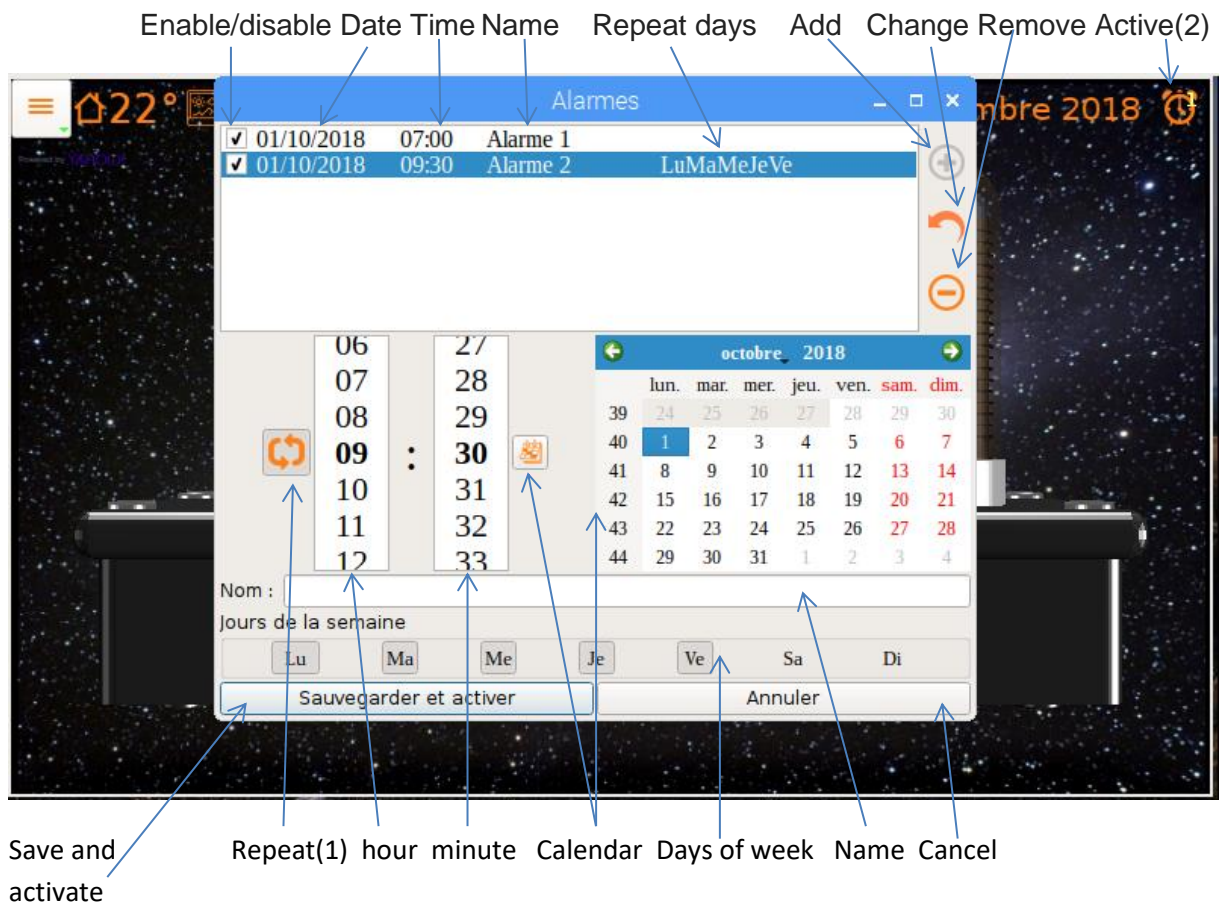 Enable/disable Date Time Name Repeat days Add Change Remove Active(2)
22° Alarmes mbre 2018 1
01/10/2018 07:00 Alarme 1
01/10/2018 09:30 Alarme 2 LuMaMeJeVe
06 27 octobre 2018
07 28 lun. mar. mer. jeu. ven. sam. dim.
08 29 39 24 25 26 27 28 29 30
09 : 30 40 1 2 3 4 5 6 7
10 31 41 8 9 10 11 12 13 14
42 15 16 17 18 19 20 21
11 32 43 22 23 24 25 26 27 28
12 33 44 29 30 31 1 2 3 4
Nom :
Jours de la semaine
Lu Ma Me Je Ve Sa Di
Sauvegarder et activer Annuler
Save and Repeat(1) hour minute Calendar Days of week Name Cancel
activate